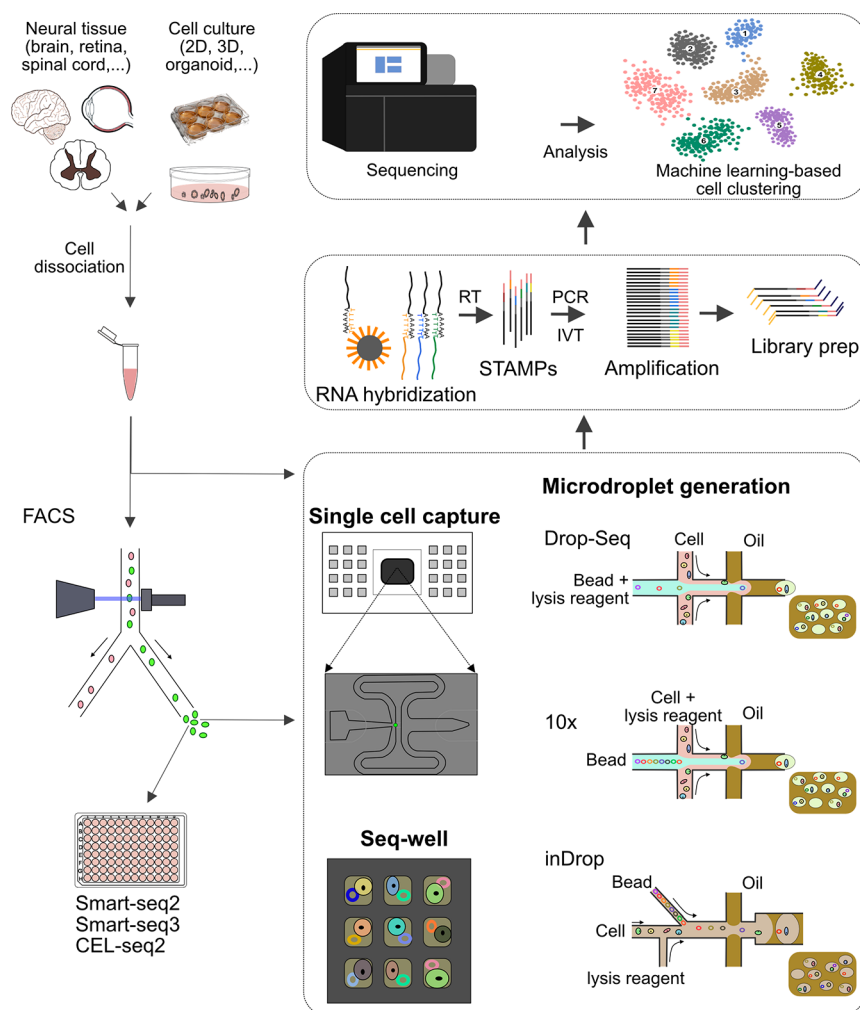 Neural tissue
(brain, retina,
spinal cord,...)
Cell culture
(2D, 3D,
organoid,...)
Cell
dissociation
FACS
Smart-seq2
Smart-seq3
CEL-seq2
Sequencing
Analysis
1
2
3
4
5
6
7
Machine learning-based
cell clustering
RNA hybridization
RT
STAMPs
PCR
IVT
Amplification
Library prep
Single cell capture
Seq-well
Microdroplet generation
Drop-Seq
Cell
Oil
Bead +
lysis reagent
10x
Cell +
lysis reagent
Oil
Bead
inDrop
Bead
Oil
Cell
lysis reagent